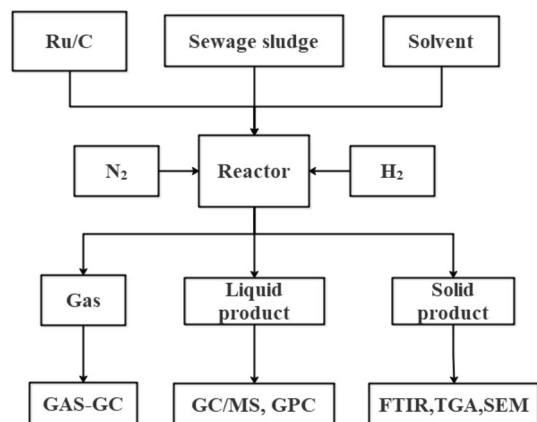 Ru/C
Sewage sludge
Solvent
N₂
Reactor
H₂
Gas
Liquid
product
Solid
product
GAS-GC
GC/MS, GPC
FTIR,TGA,SEM